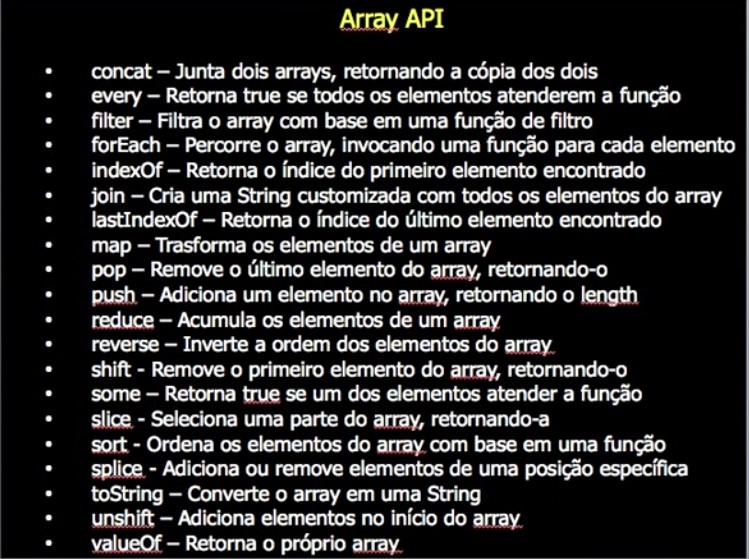 Array API
• concat – Junta dois arrays, retornando a cópia dos dois
• every – Retorna true se todos os elementos atenderem a função
• filter – Filtra o array com base em uma função de filtro
• forEach – Percorre o array, invocando uma função para cada elemento
• indexOf – Retorna o índice do primeiro elemento encontrado
• join – Cria uma String customizada com todos os elementos do array
• lastIndexOf – Retorna o índice do último elemento encontrado
• map – Trasforma os elementos de um array
• pop – Remove o último elemento do array, retornando-o
• push – Adiciona um elemento no array, retornando o length
• reduce – Acumula os elementos de um array
• reverse – Inverte a ordem dos elementos do array
• shift - Remove o primeiro elemento do array, retornando-o
• some – Retorna true se um dos elementos atender a função
• slice - Seleciona uma parte do array, retornando-a
• sort - Ordena os elementos do array com base em uma função
• splice - Adiciona ou remove elementos de uma posição específica
• toString – Converte o array em uma String
• unshift – Adiciona elementos no início do array
• valueOf – Retorna o próprio array